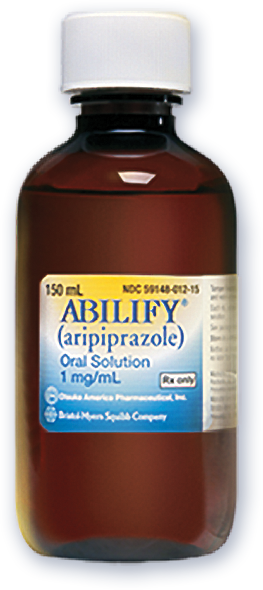 150 mL NDC 59148-012-15
ABILIFY®
(aripiprazole)
Oral Solution
1 mg/mL Rx only
Otsuka America Pharmaceutical, Inc.
Bristol-Myers Squibb Company